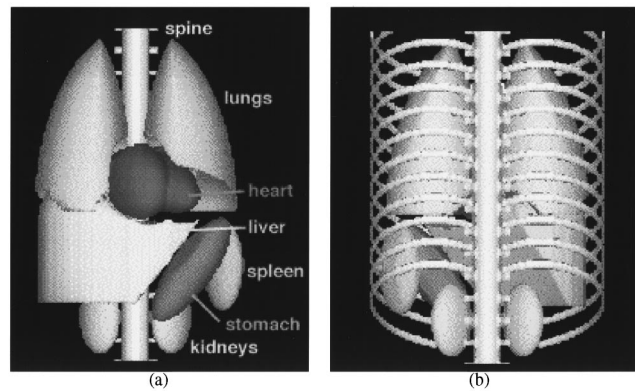 spine
lungs
heart
liver
spleen
stomach
kidneys
(a)
(b)